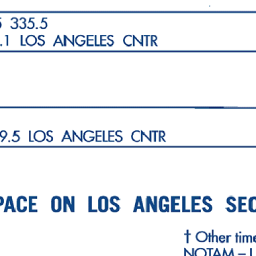 335.5
.1 LOS ANGELES CNTR
9.5 LOS ANGELES CNTR
PACE ON LOS ANGELES SEC
† Other time
NOTAM – L